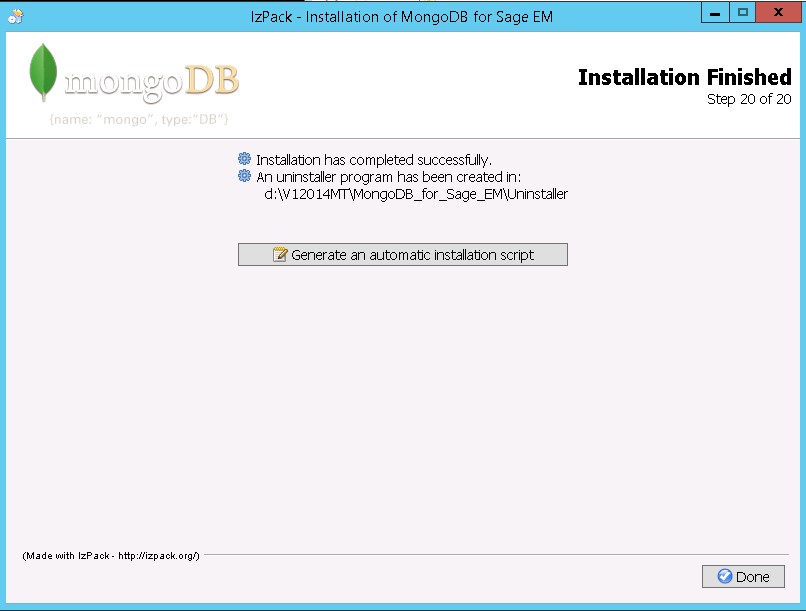 IzPack - Installation of MongoDB for Sage EM
mongoDB
{name: "mongo", type:"DB"}
Installation Finished
Step 20 of 20
Installation has completed successfully.
An uninstaller program has been created in:
d:\V12014MT\MongoDB_for_Sage_EM\Uninstaller
Generate an automatic installation script
(Made with IzPack - http://izpack.org/)
Done